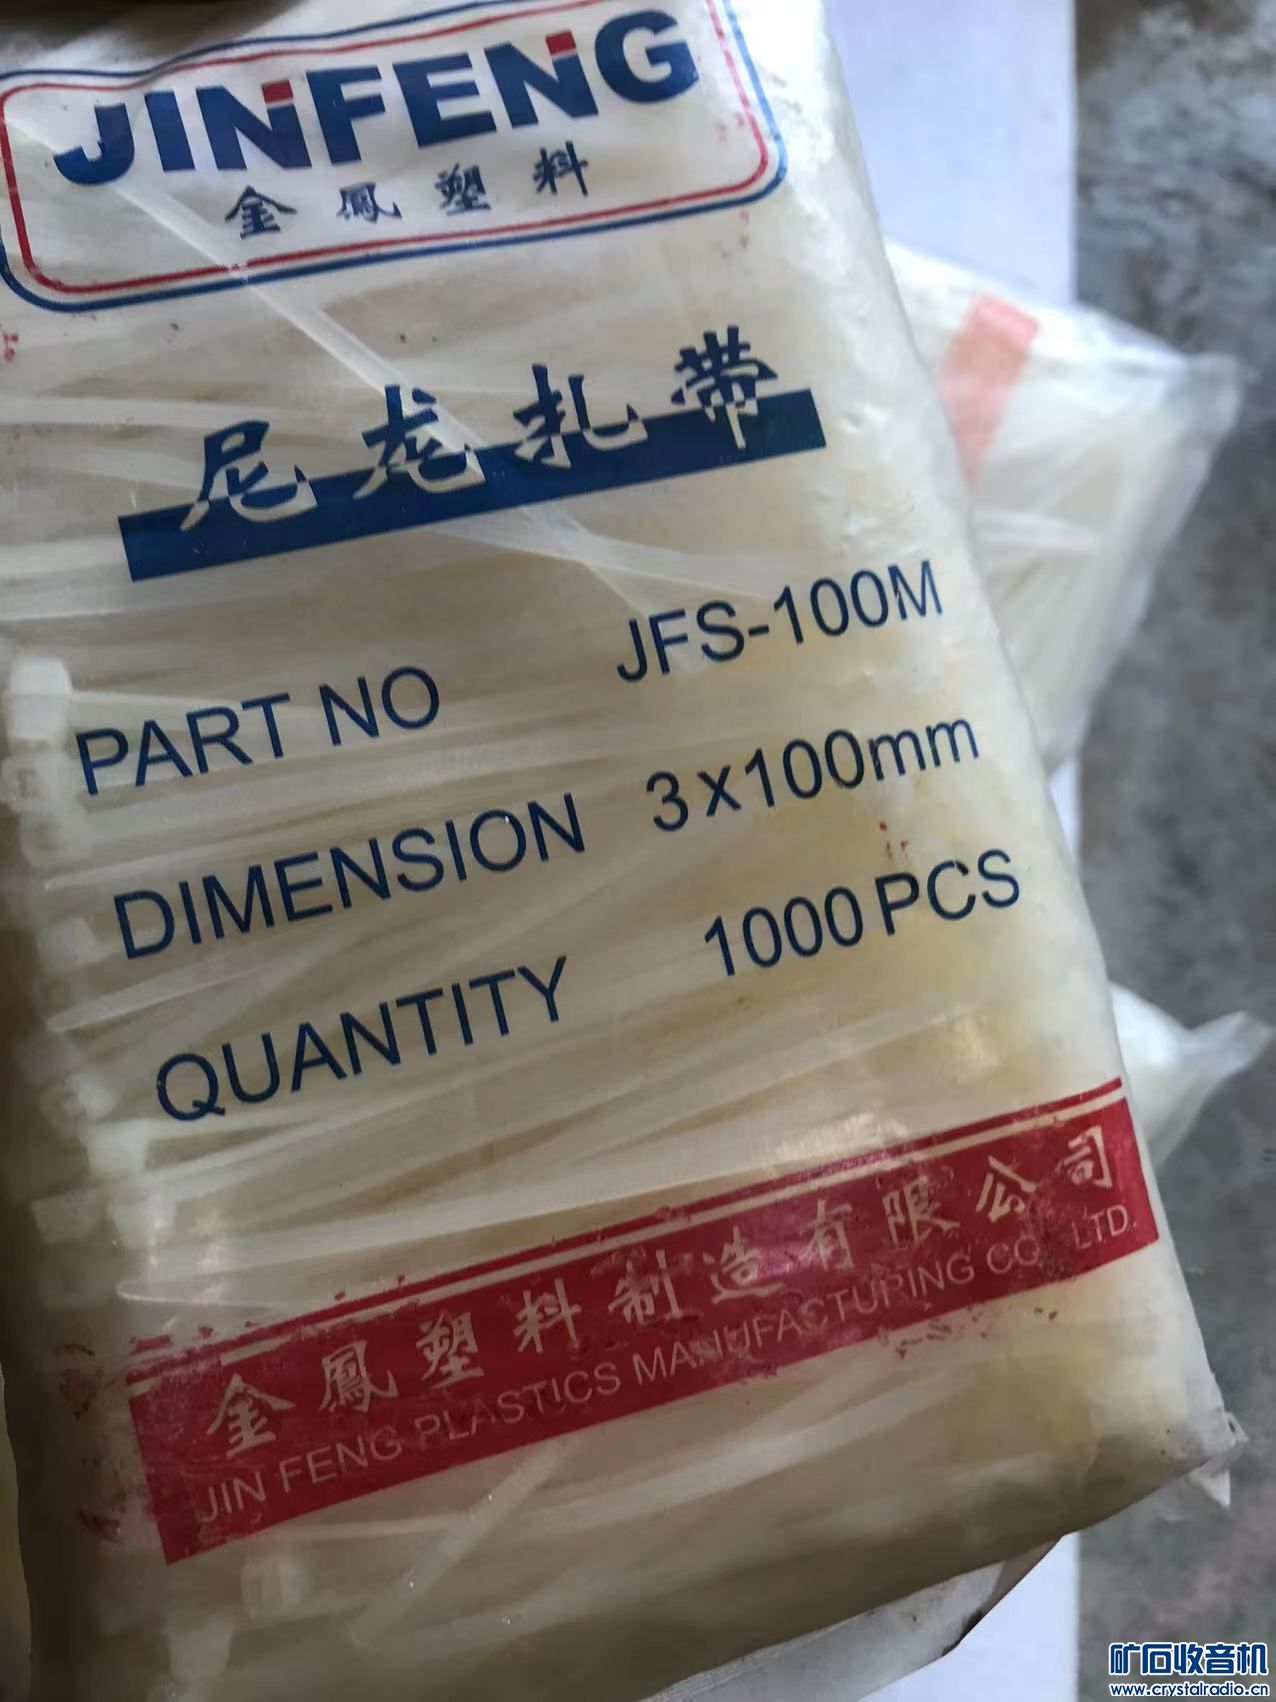 JINFENG
金鳳塑料
尼龙扎带
PART NO JFS-100M
DIMENSION 3x100mm
QUANTITY 1000 PCS
金鳳塑料制造有限公司
JIN FENG PLASTICS MANUFACTURING CO., LTD.
矿石收音机
www.crystalradio.cn